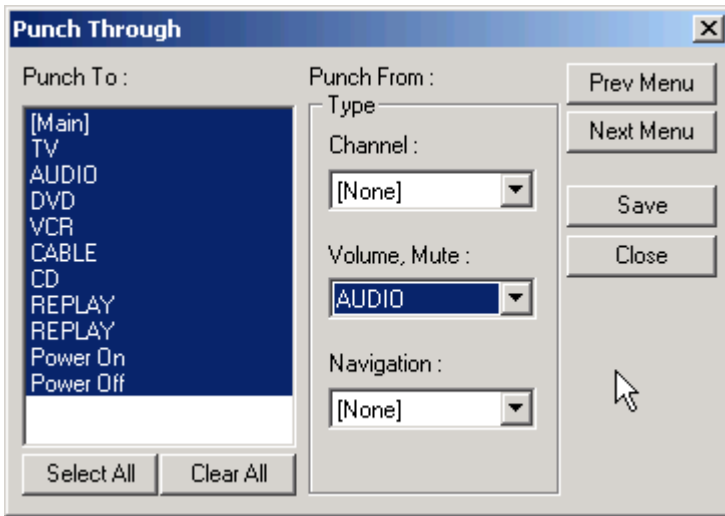 Punch Through
Punch To :
[Main]
TV
AUDIO
DVD
VCR
CABLE
CD
REPLAY
REPLAY
Power On
Power Off
Select All
Clear All
Punch From :
Type
Channel :
[None]
Volume, Mute :
AUDIO
Navigation :
[None]
Prev Menu
Next Menu
Save
Close